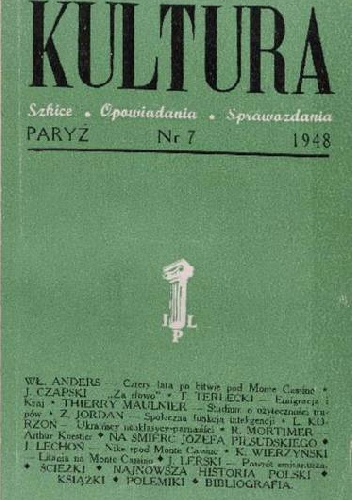 KULTURA
Szkice • Opowiadania • Sprawozdania
PARYŻ Nr 7 1948
I L
P
WŁ. ANDERS — Cztery lata po bitwie pod Monte Cassino •
J. CZAPSKI — „Za słowo” • T. TERLECKI — Emigracja i
Kraj • THIERRY MAULNIER — Studium o użyteczności tru-
pów • Z. JORDAN — Społeczna funkcja inteligencji • L. KO-
RZON — Ukraińcy neoklasycy-parnasiści • R. MORTIMER —
Arthur Koestler • NA ŚMIERĆ JÓZEFA PIŁSUDSKIEGO •
J. LECHOŃ — Nike spod Monte Cassino • K. WIERZYŃSKI
— Litania na Monte Cassino • J. LERSKI — Powrót emisariusza
• ŚCIEŻKI • NAJNOWSZA HISTORIA POLSKI •
KSIĄŻKI • POLEMIKI • BIBLIOGRAFIA.